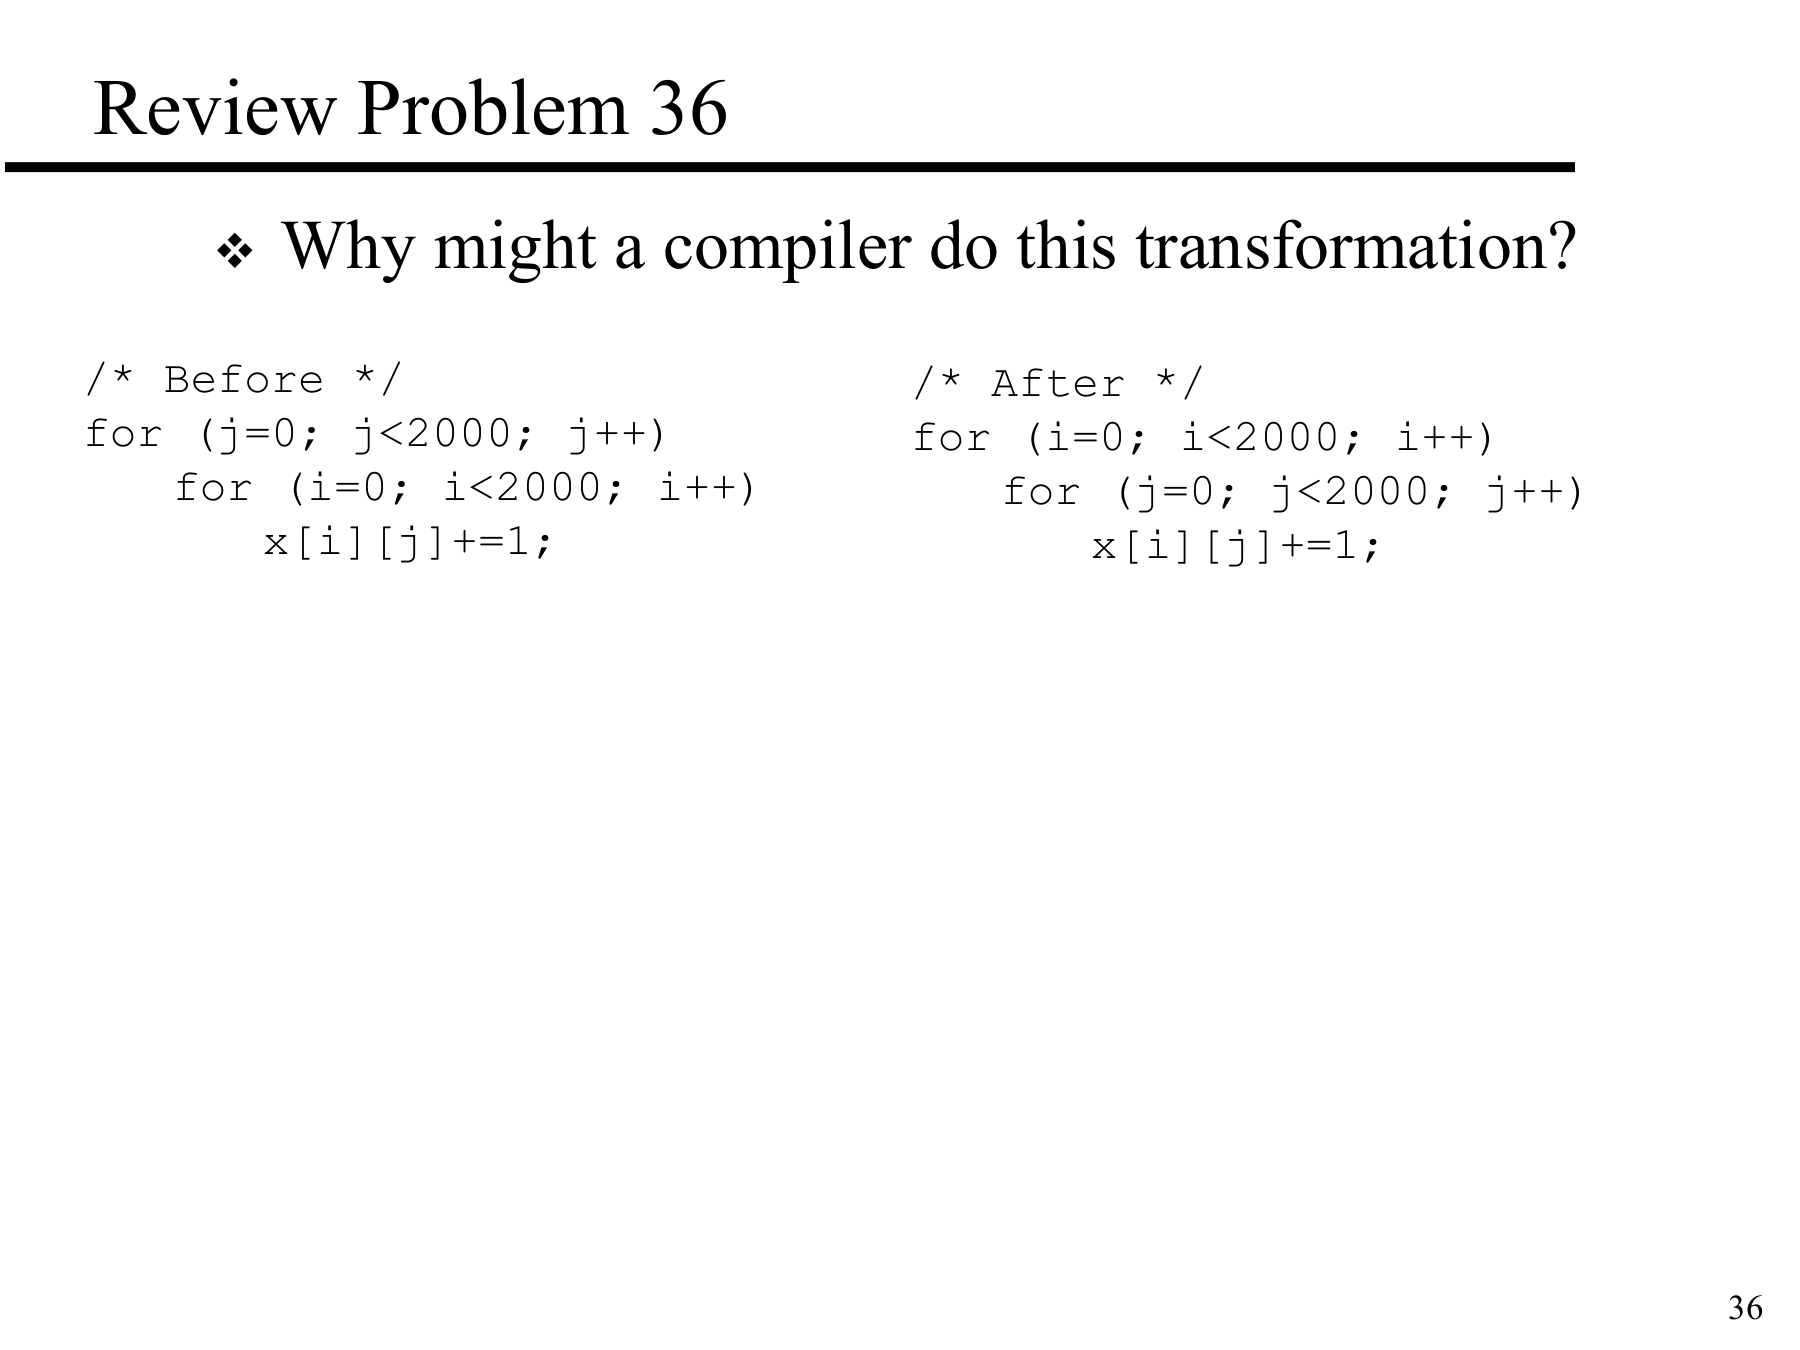 Review Problem 36
❖ Why might a compiler do this transformation?
/* Before */
for (j=0; j<2000; j++)
for (i=0; i<2000; i++)
x[i][j]+=1;
/* After */
for (i=0; i<2000; i++)
for (j=0; j<2000; j++)
x[i][j]+=1;
36